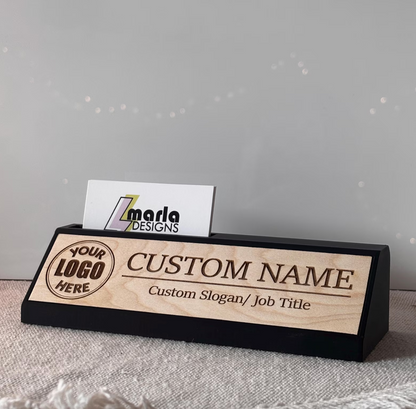 marla
DESIGNS
YOUR
LOGO
HERE
CUSTOM NAME
Custom Slogan/ Job Title